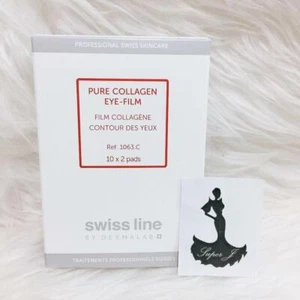 PROFESSIONAL SWISS SKINCARE
PURE COLLAGEN
EYE-FILM
FILM COLLAGÈNE
CONTOUR DES YEUX
Ref. 1063.C
10 x 2 pads
swiss line
BY DERMALAB
Super J